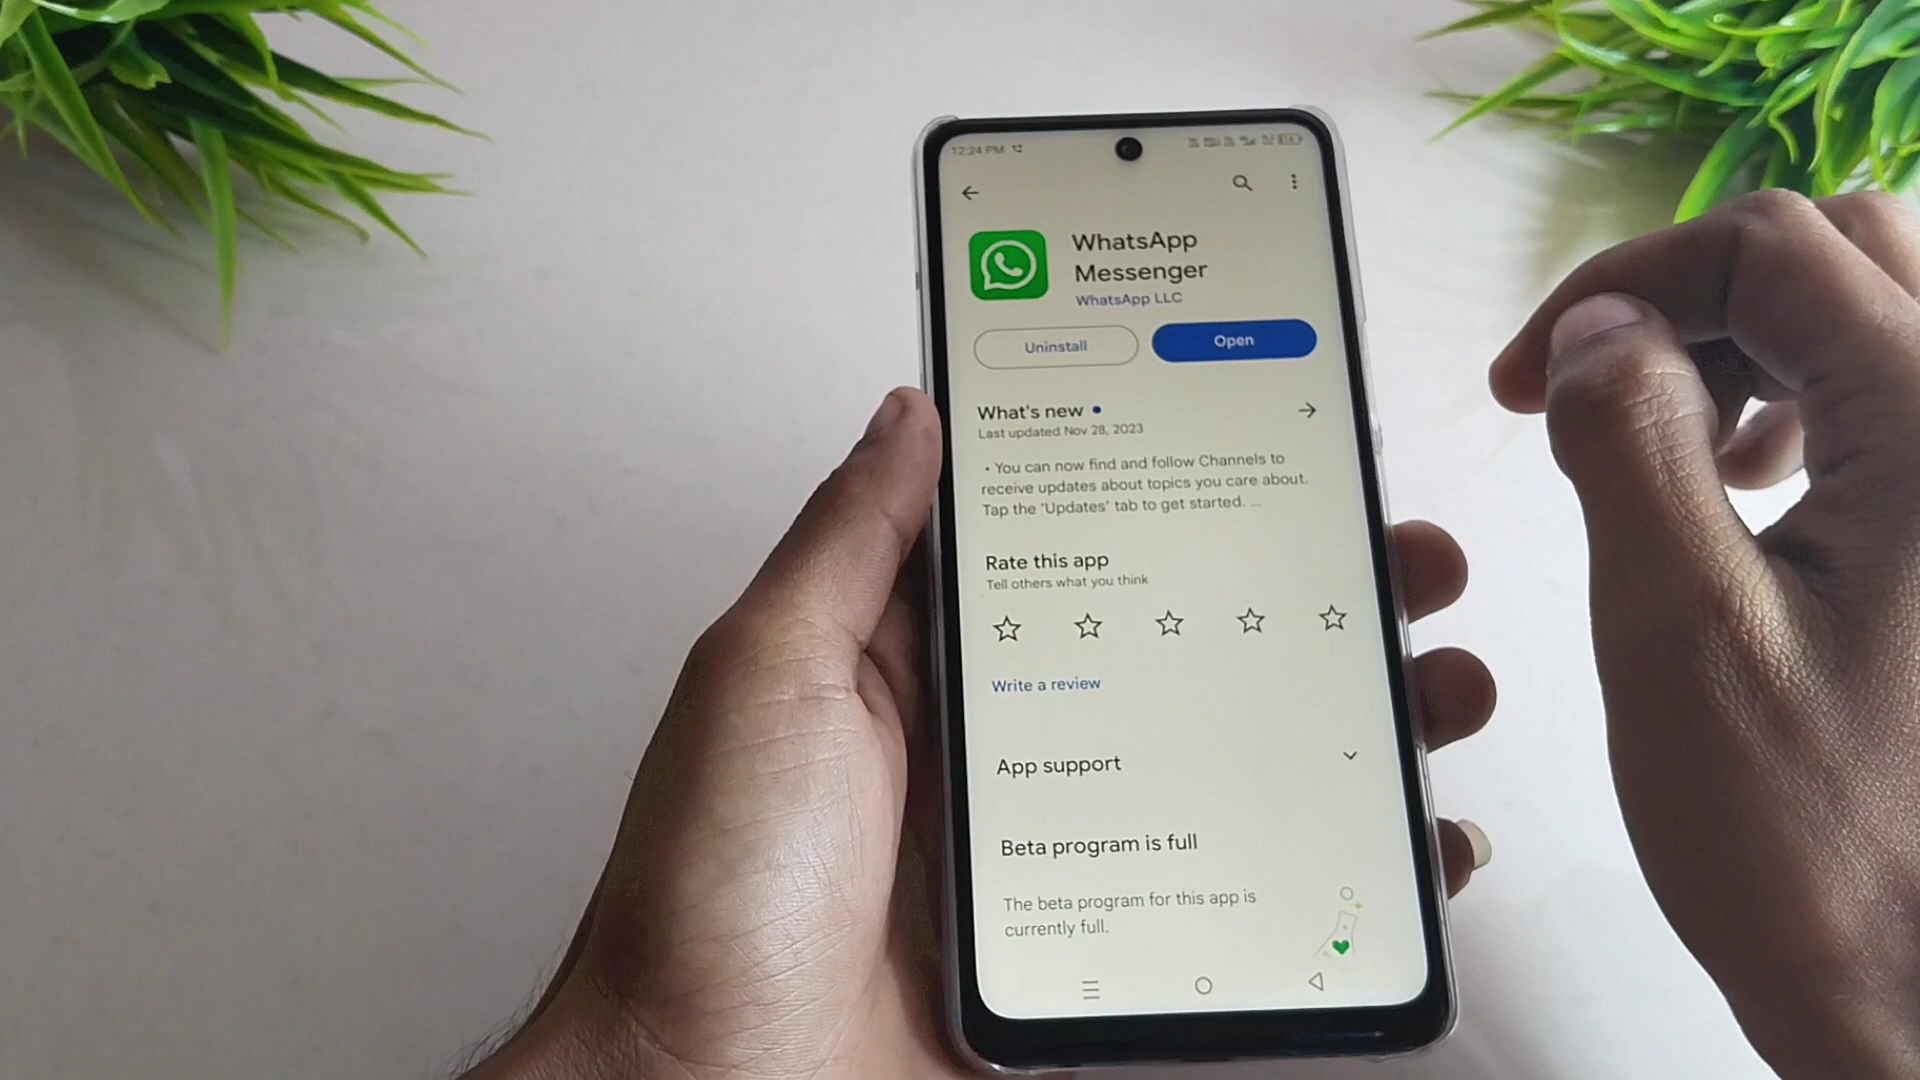 12:24 PM
WhatsApp
Messenger
WhatsApp LLC
Uninstall
Open
What's new
Last updated Nov 28, 2023
• You can now find and follow Channels to
receive updates about topics you care about.
Tap the 'Updates' tab to get started. ...
Rate this app
Tell others what you think
Write a review
App support
Beta program is full
The beta program for this app is
currently full.